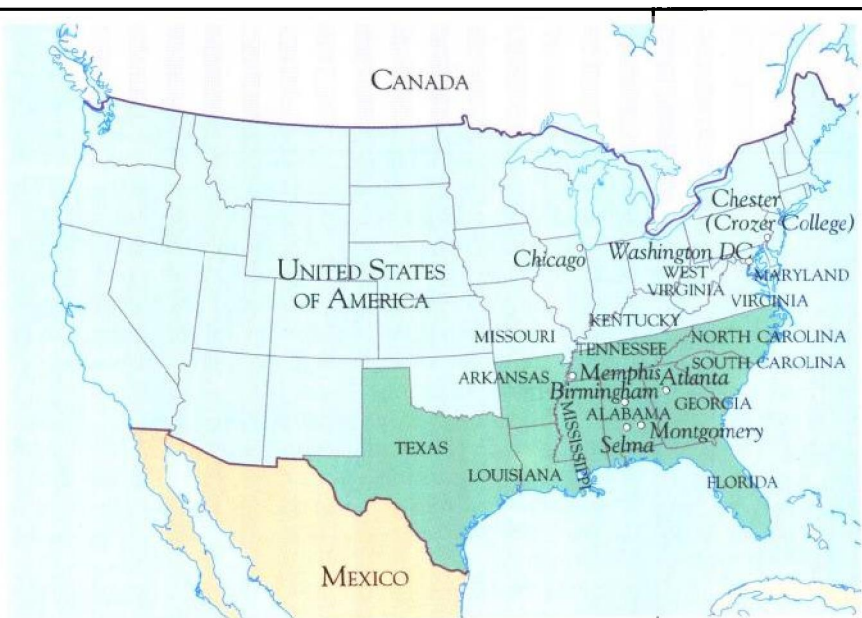 CANADA
Chester
(Crozer College)
Chicago
Washington DC
UNITED STATES
OF AMERICA
WEST
VIRGINIA
MARYLAND
VIRGINIA
KENTUCKY
MISSOURI
NORTH CAROLINA
TENNESSEE
SOUTH CAROLINA
ARKANSAS
Memphis
Atlanta
Birmingham
GEORGIA
ALABAMA
MISSISSIPPI
Montgomery
Selma
TEXAS
LOUISIANA
FLORIDA
MEXICO